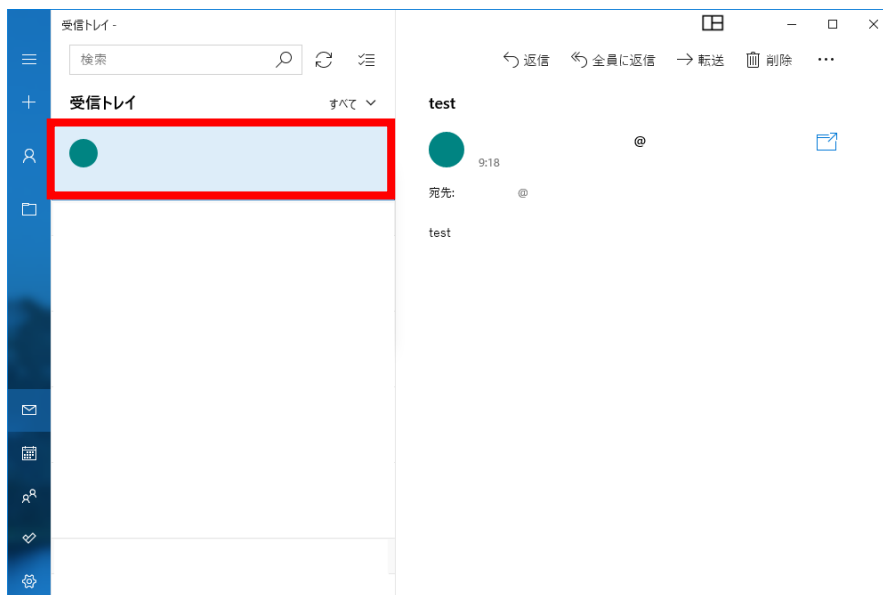 受信トレイ -
検索
返信 全員に返信 転送 削除 ...
受信トレイ すべて
test
@
9:18
宛先: @
test